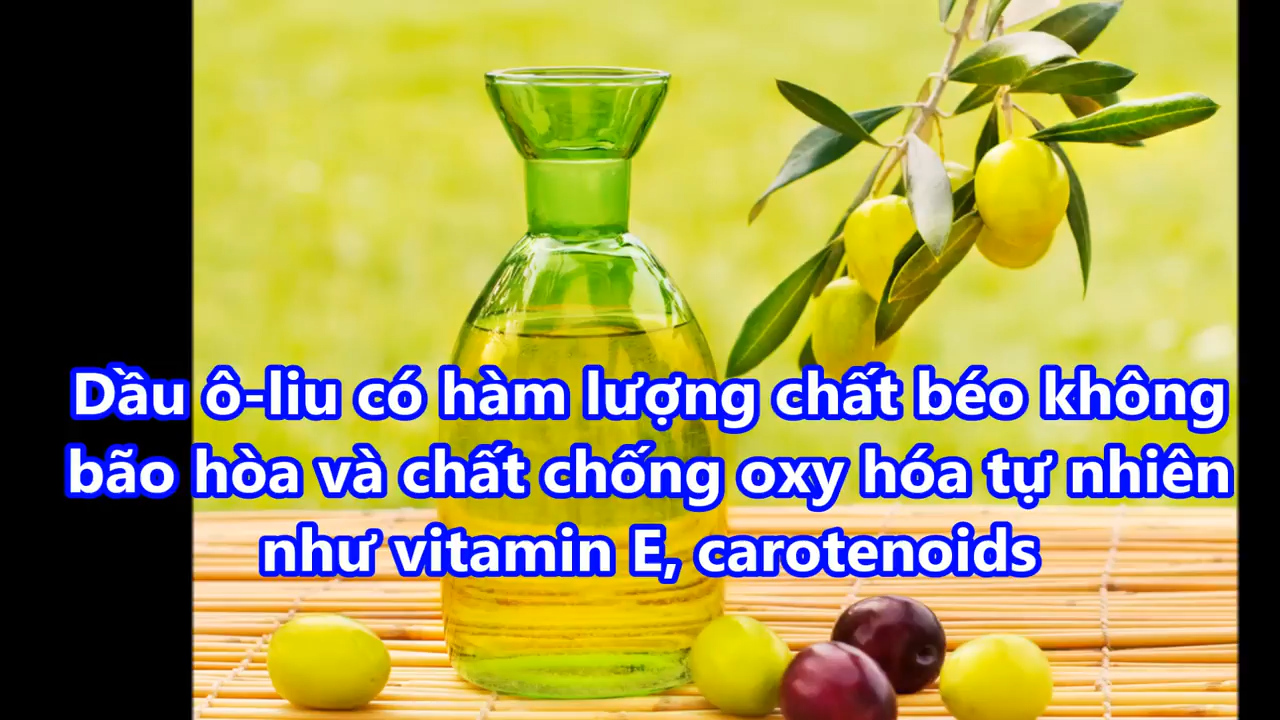 Dầu ô-liu có hàm lượng chất béo không
bão hòa và chất chống oxy hóa tự nhiên
như vitamin E, carotenoids